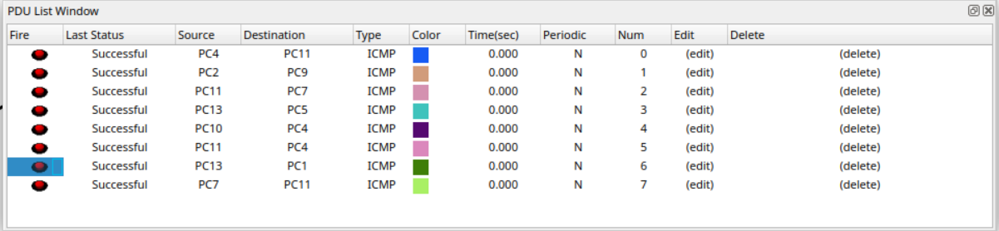 PDU List Window
Fire Last Status Source Destination Type Color Time(sec) Periodic Num Edit Delete
Successful PC4 PC11 ICMP 0.000 N 0 (edit) (delete)
Successful PC2 PC9 ICMP 0.000 N 1 (edit) (delete)
Successful PC11 PC7 ICMP 0.000 N 2 (edit) (delete)
Successful PC13 PC5 ICMP 0.000 N 3 (edit) (delete)
Successful PC10 PC4 ICMP 0.000 N 4 (edit) (delete)
Successful PC11 PC4 ICMP 0.000 N 5 (edit) (delete)
Successful PC13 PC1 ICMP 0.000 N 6 (edit) (delete)
Successful PC7 PC11 ICMP 0.000 N 7 (edit) (delete)